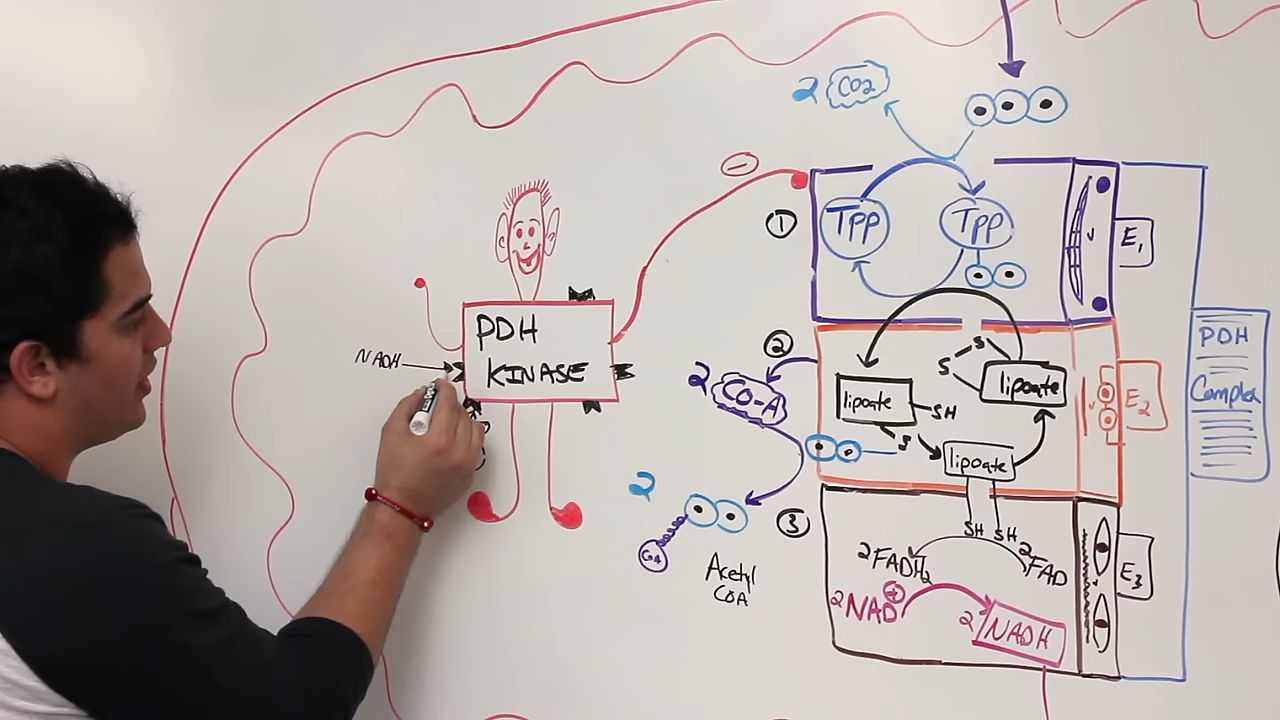 2 CO2
①
TPP
TPP
E1
PDH
KINASE
NADH
②
2 CO-A
S
S
lipoate
lipoate
SH
S
lipoate
E2
PDH
Complex
2
COA
Acetyl
COA
③
SH SH
2FADH2
2FAD
2NAD+
2 NADH
E3